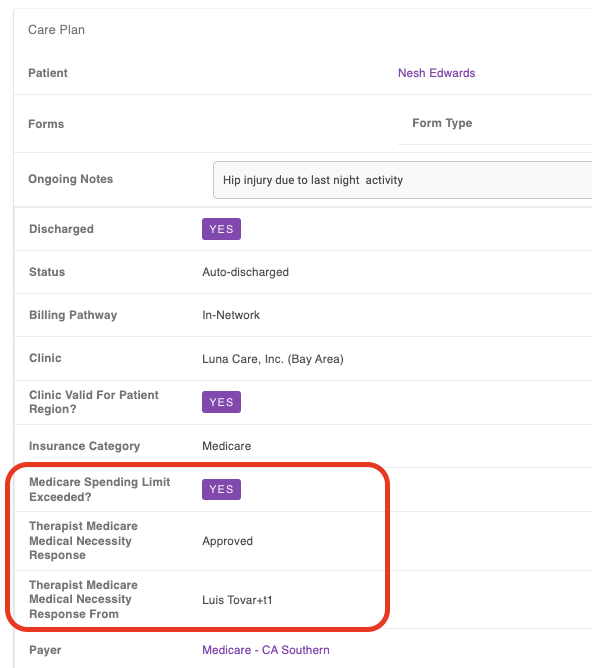 Care Plan
Patient Nesh Edwards
Forms Form Type
Ongoing Notes Hip injury due to last night  activity
Discharged YES
Status Auto-discharged
Billing Pathway In-Network
Clinic Luna Care, Inc. (Bay Area)
Clinic Valid For Patient
Region? YES
Insurance Category Medicare
Medicare Spending Limit
Exceeded? YES
Therapist Medicare
Medical Necessity
Response Approved
Therapist Medicare
Medical Necessity
Response From Luis Tovar+t1
Payer Medicare - CA Southern